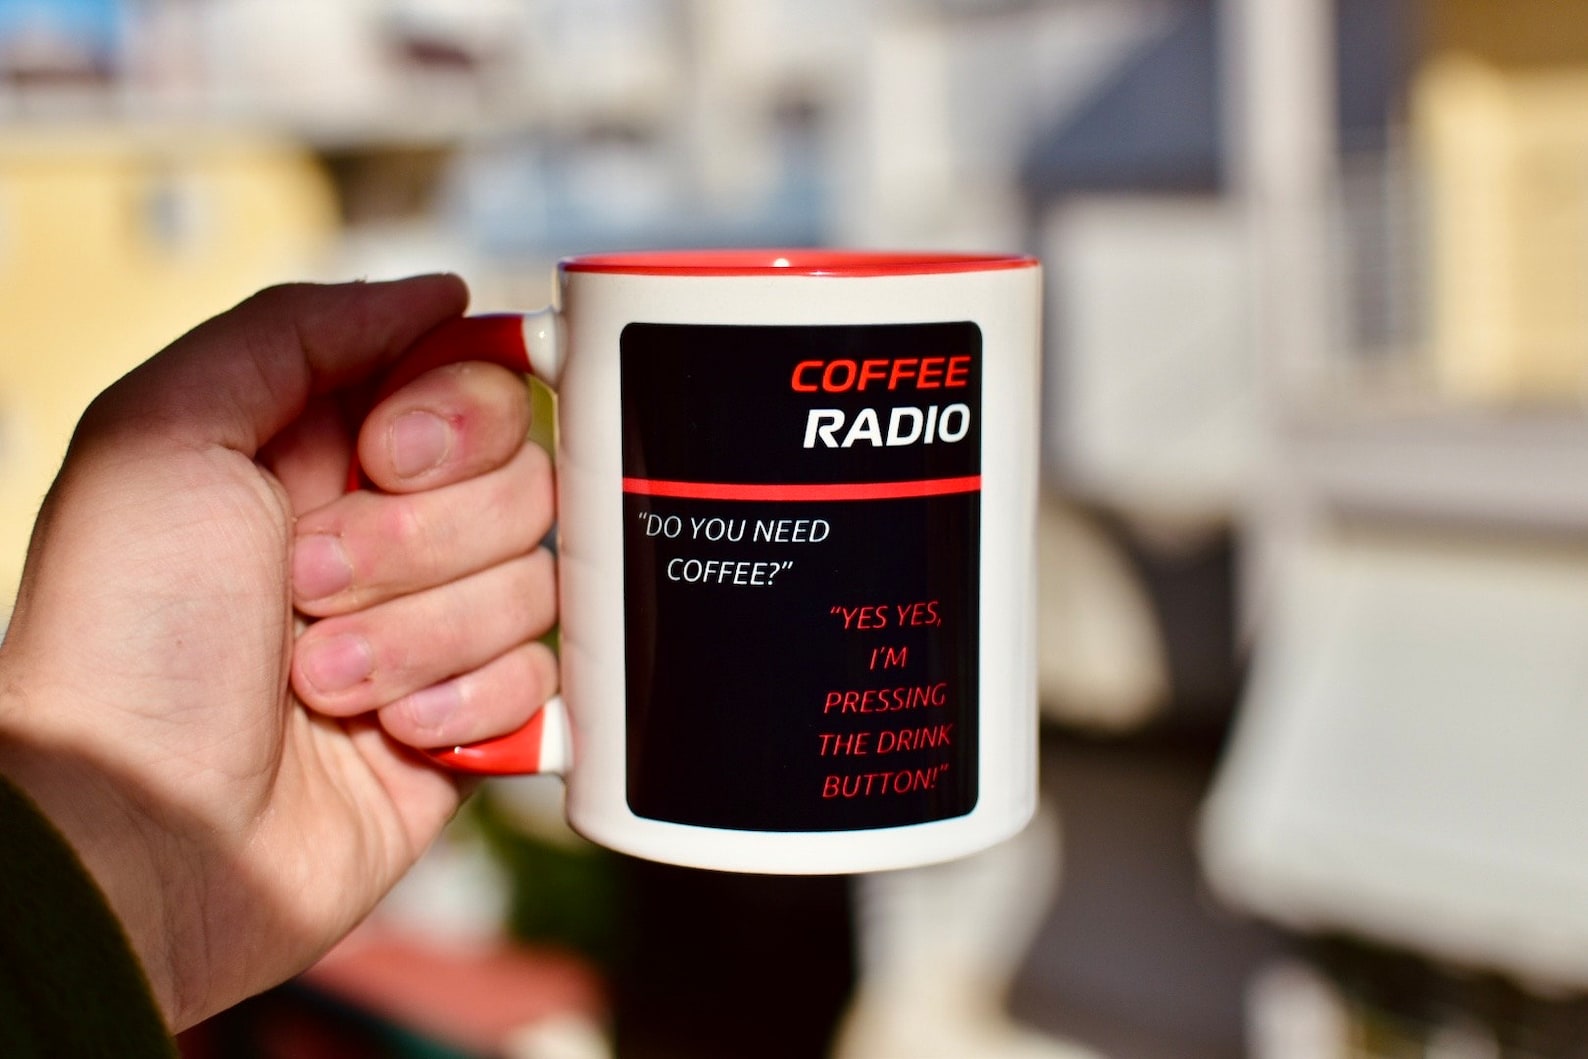 COFFEE
RADIO
“DO YOU NEED
COFFEE?”
“YES YES,
I’M
PRESSING
THE DRINK
BUTTON!”